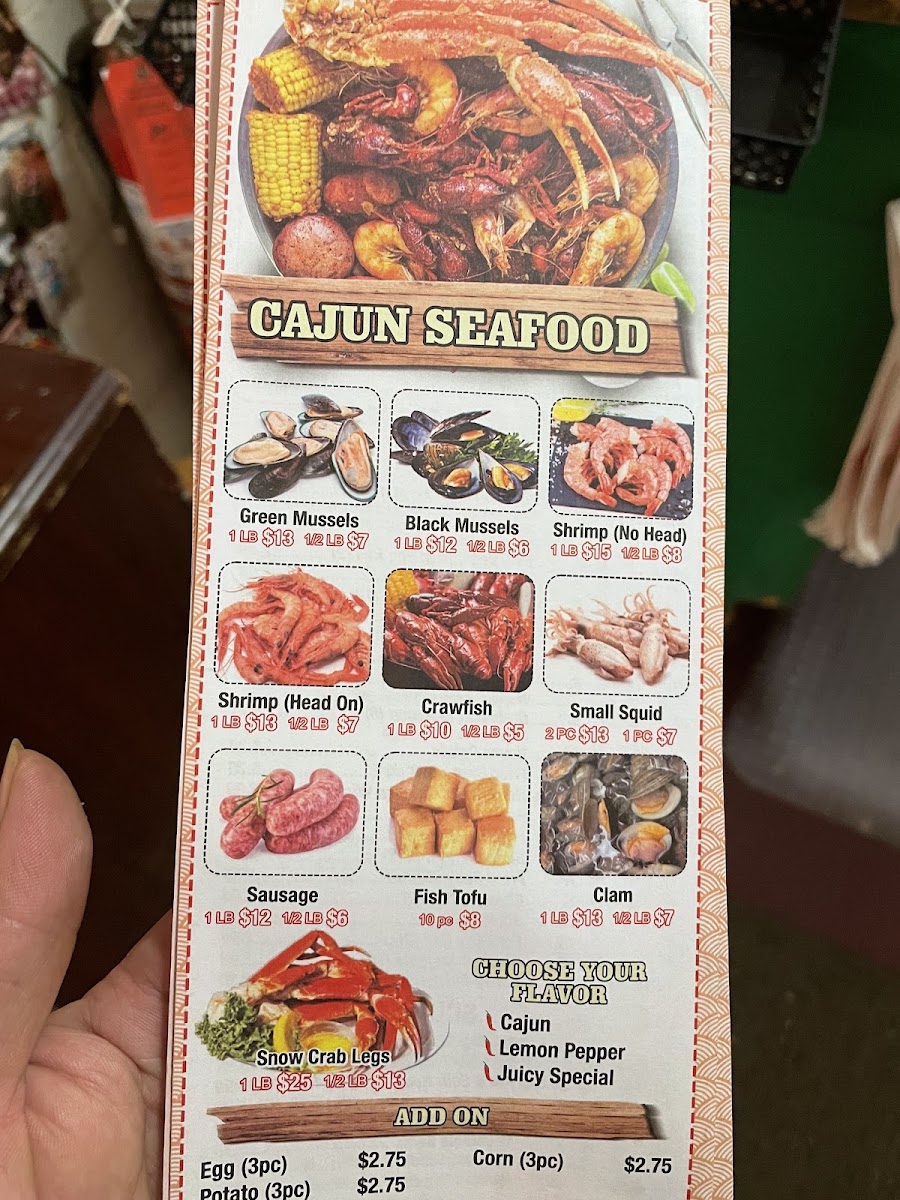 CAJUN SEAFOOD
Green Mussels
1 LB $13 1/2 LB $7
Black Mussels
1 LB $12 1/2 LB $6
Shrimp (No Head)
1 LB $15 1/2 LB $8
Shrimp (Head On)
1 LB $13 1/2 LB $7
Crawfish
1 LB $10 1/2 LB $5
Small Squid
2 PC $13 1 PC $7
Sausage
1 LB $12 1/2 LB $6
Fish Tofu
10 pc $8
Clam
1 LB $13 1/2 LB $7
Snow Crab Legs
1 LB $25 1/2 LB $13
CHOOSE YOUR
FLAVOR
Cajun
Lemon Pepper
Juicy Special
ADD ON
Egg (3pc) $2.75
Corn (3pc) $2.75
Potato (3pc) $2.75